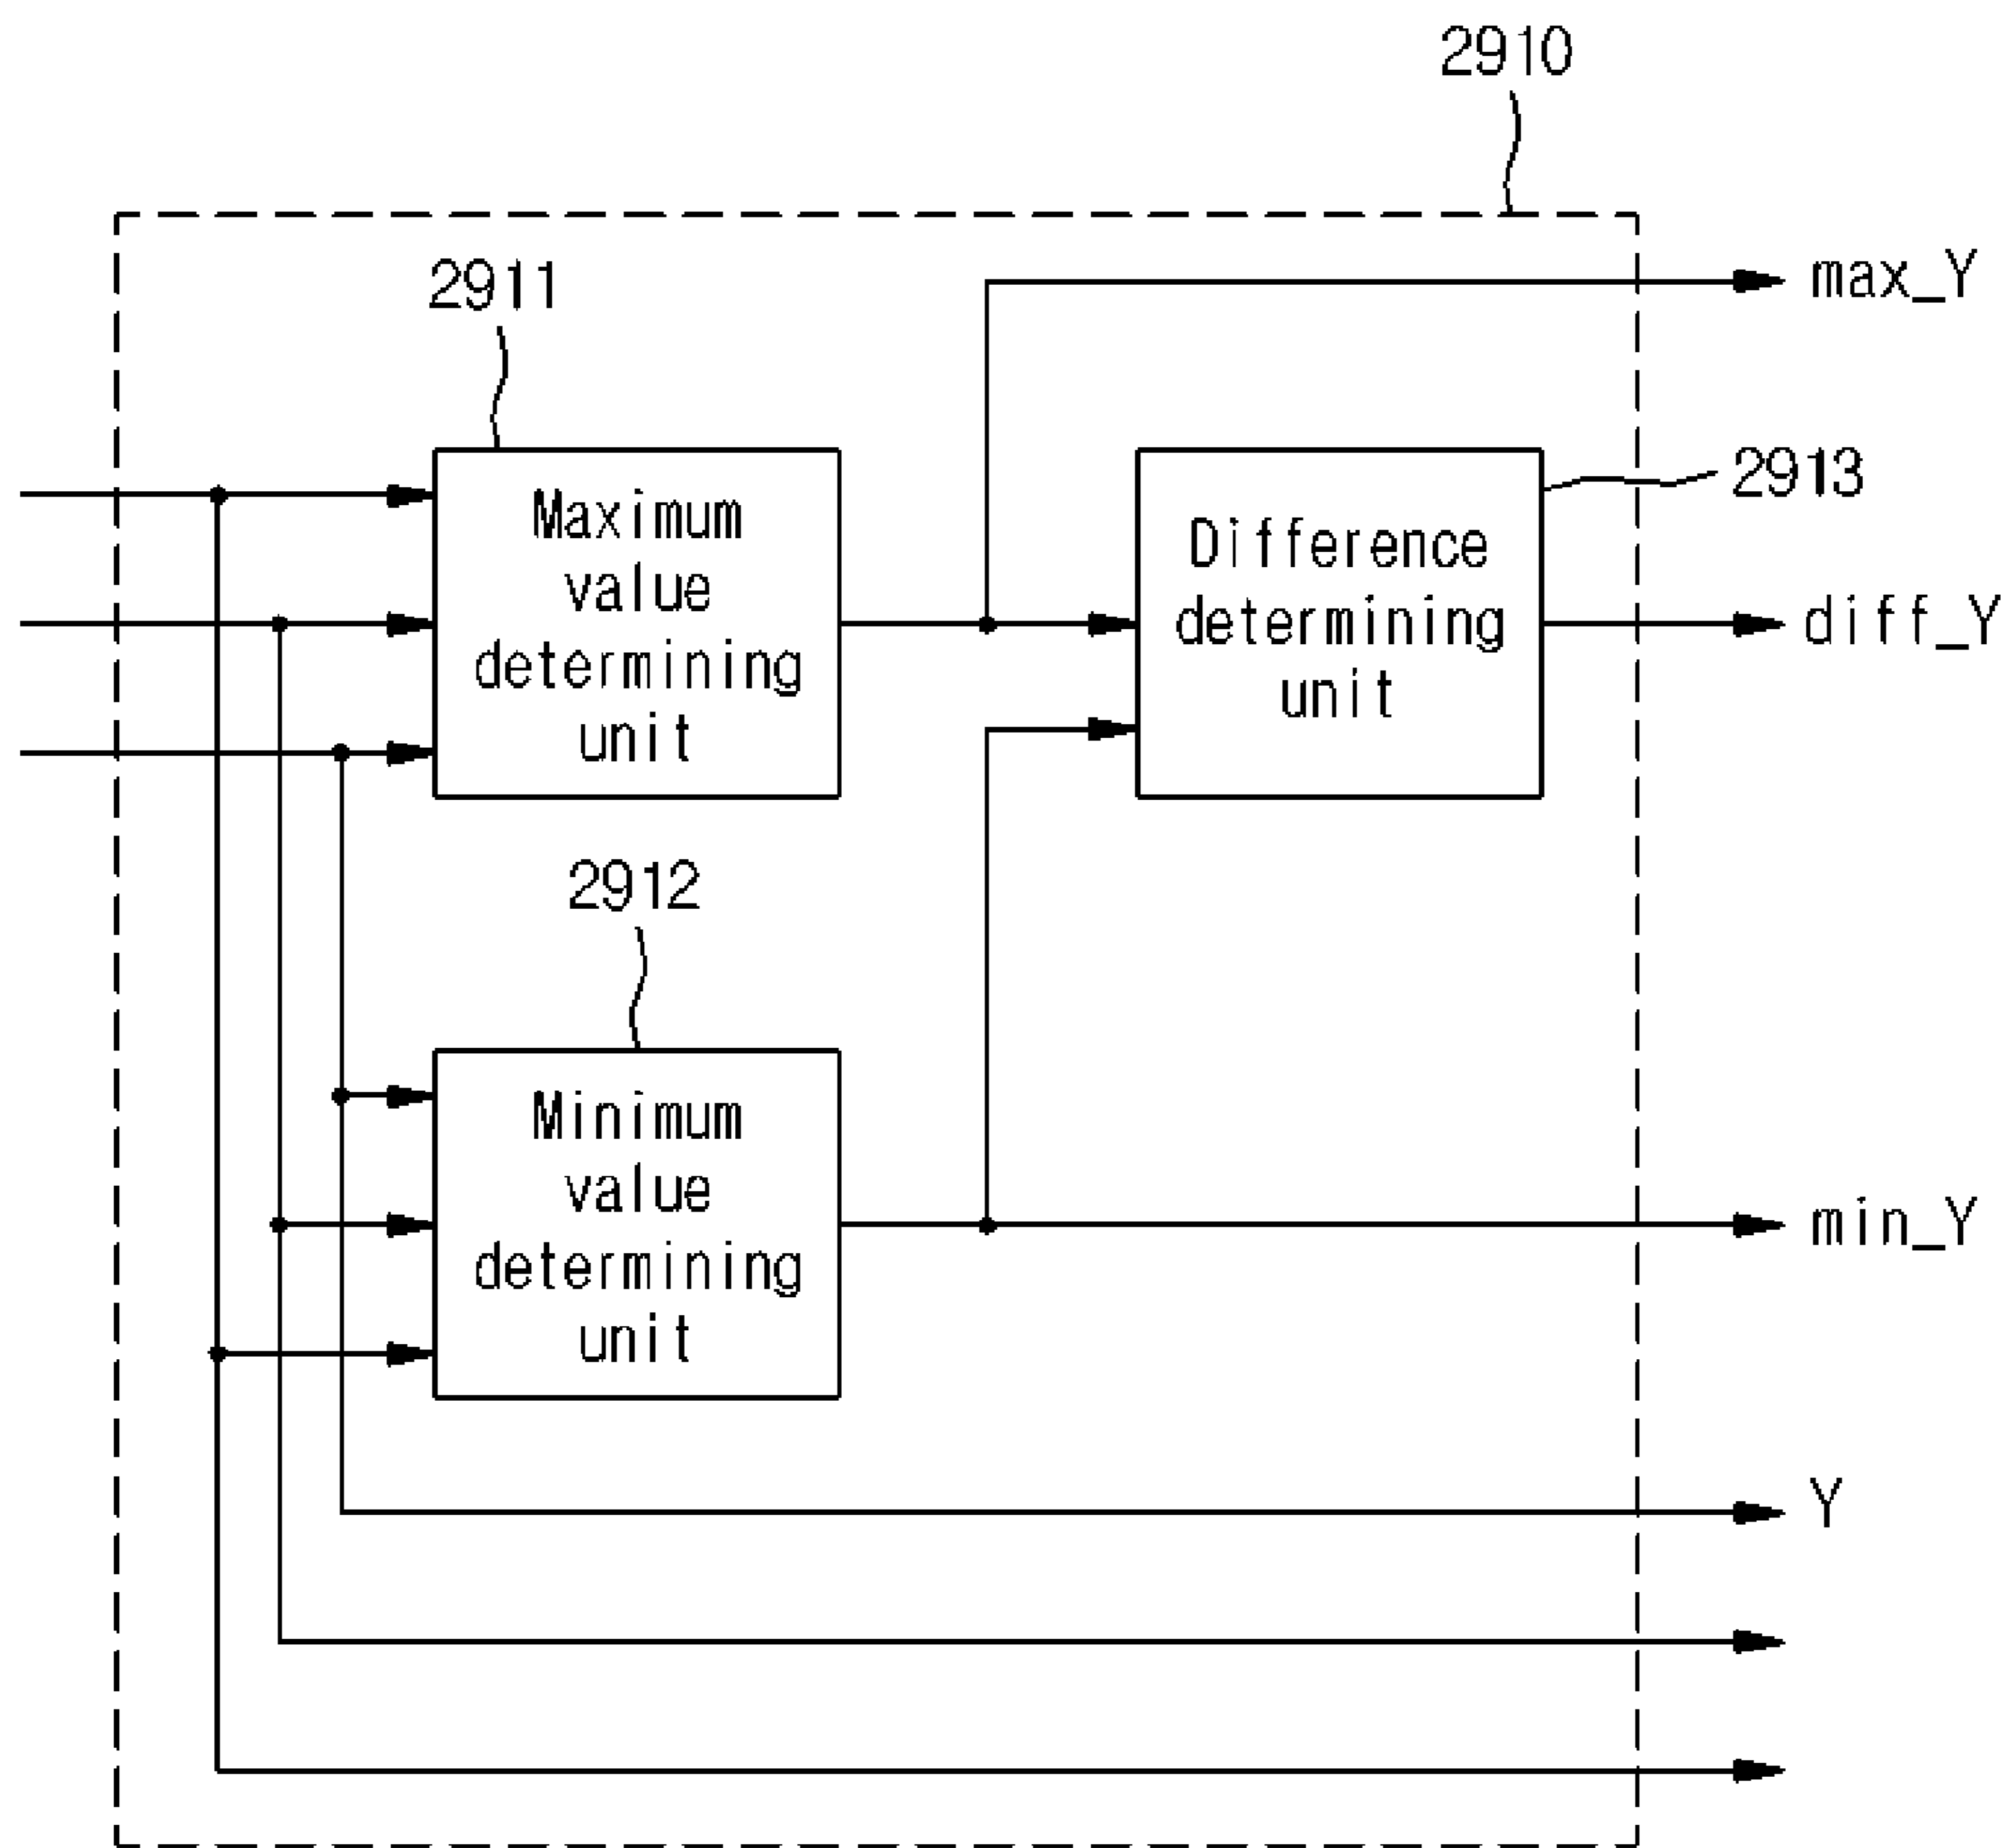 2910
2911
max_Y
Maximum
value
determining
unit
2913
Difference
determining
unit
diff_Y
2912
Minimum
value
determining
unit
min_Y
Y